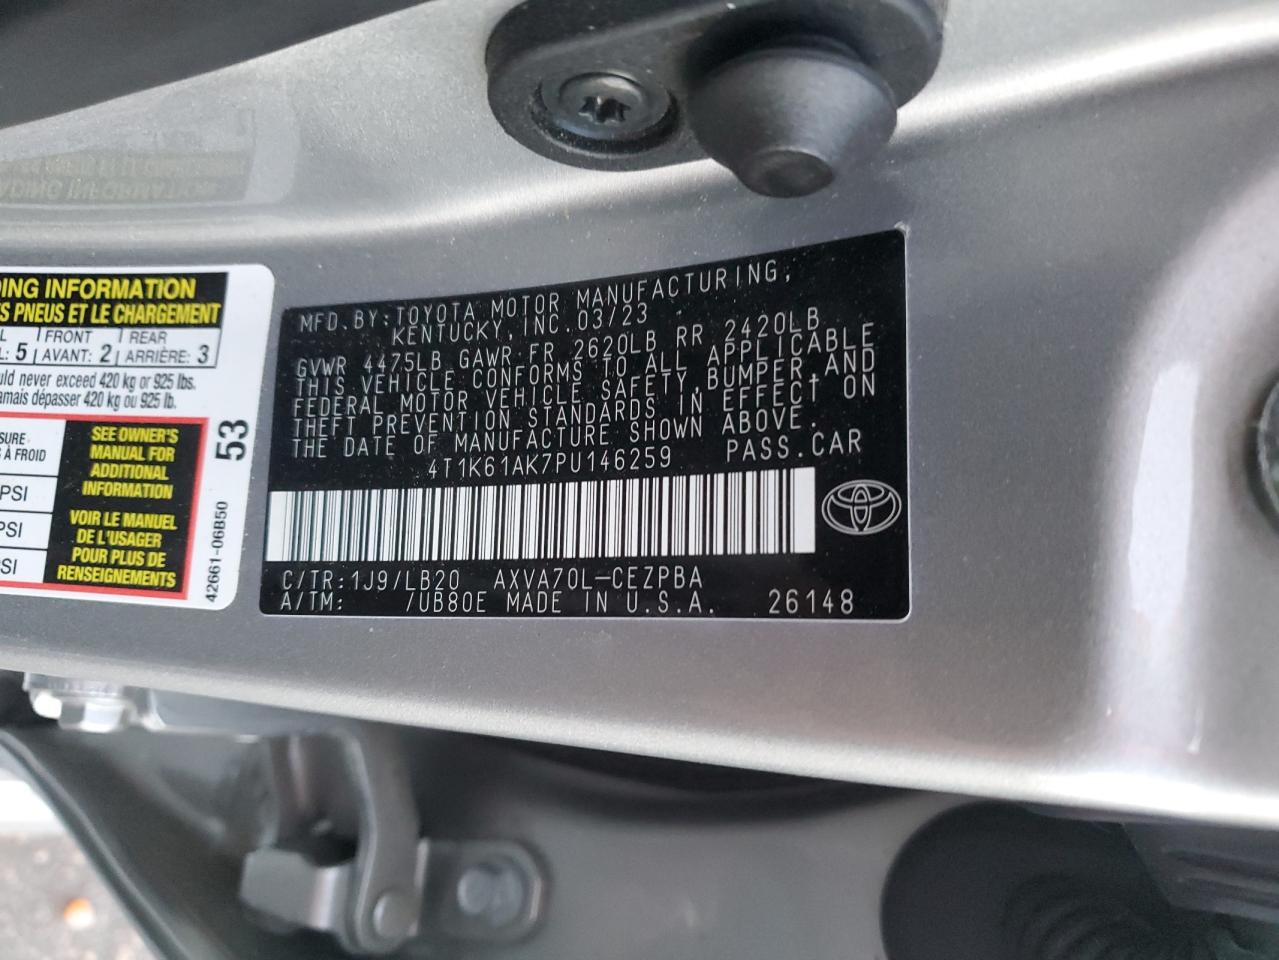 DING INFORMATION
S PNEUS ET LE CHARGEMENT
L FRONT REAR
L: 5 AVANT: 2 ARRIÈRE: 3
uld never exceed 420 kg or 925 lbs.
amais dépasser 420 kg ou 925 lb.
SURE
S À FROID
PSI
PSI
PSI
SEE OWNER'S
MANUAL FOR
ADDITIONAL
INFORMATION
VOIR LE MANUEL
DE L'USAGER
POUR PLUS DE
RENSEIGNEMENTS
53
42661-06B50
MFD.BY:TOYOTA MOTOR MANUFACTURING,
KENTUCKY,INC.03/23
GVWR 4475LB GAWR FR 2620LB RR 2420LB
THIS VEHICLE CONFORMS TO ALL APPLICABLE
FEDERAL MOTOR VEHICLE SAFETY,BUMPER,AND
THEFT PREVENTION STANDARDS IN EFFECT ON
THE DATE OF MANUFACTURE SHOWN ABOVE.
4T1K61AK7PU146259 PASS.CAR
C/TR:1J9/LB20 AXVA70L-CEZPBA
A/TM: /UB80E MADE IN U.S.A. 26148